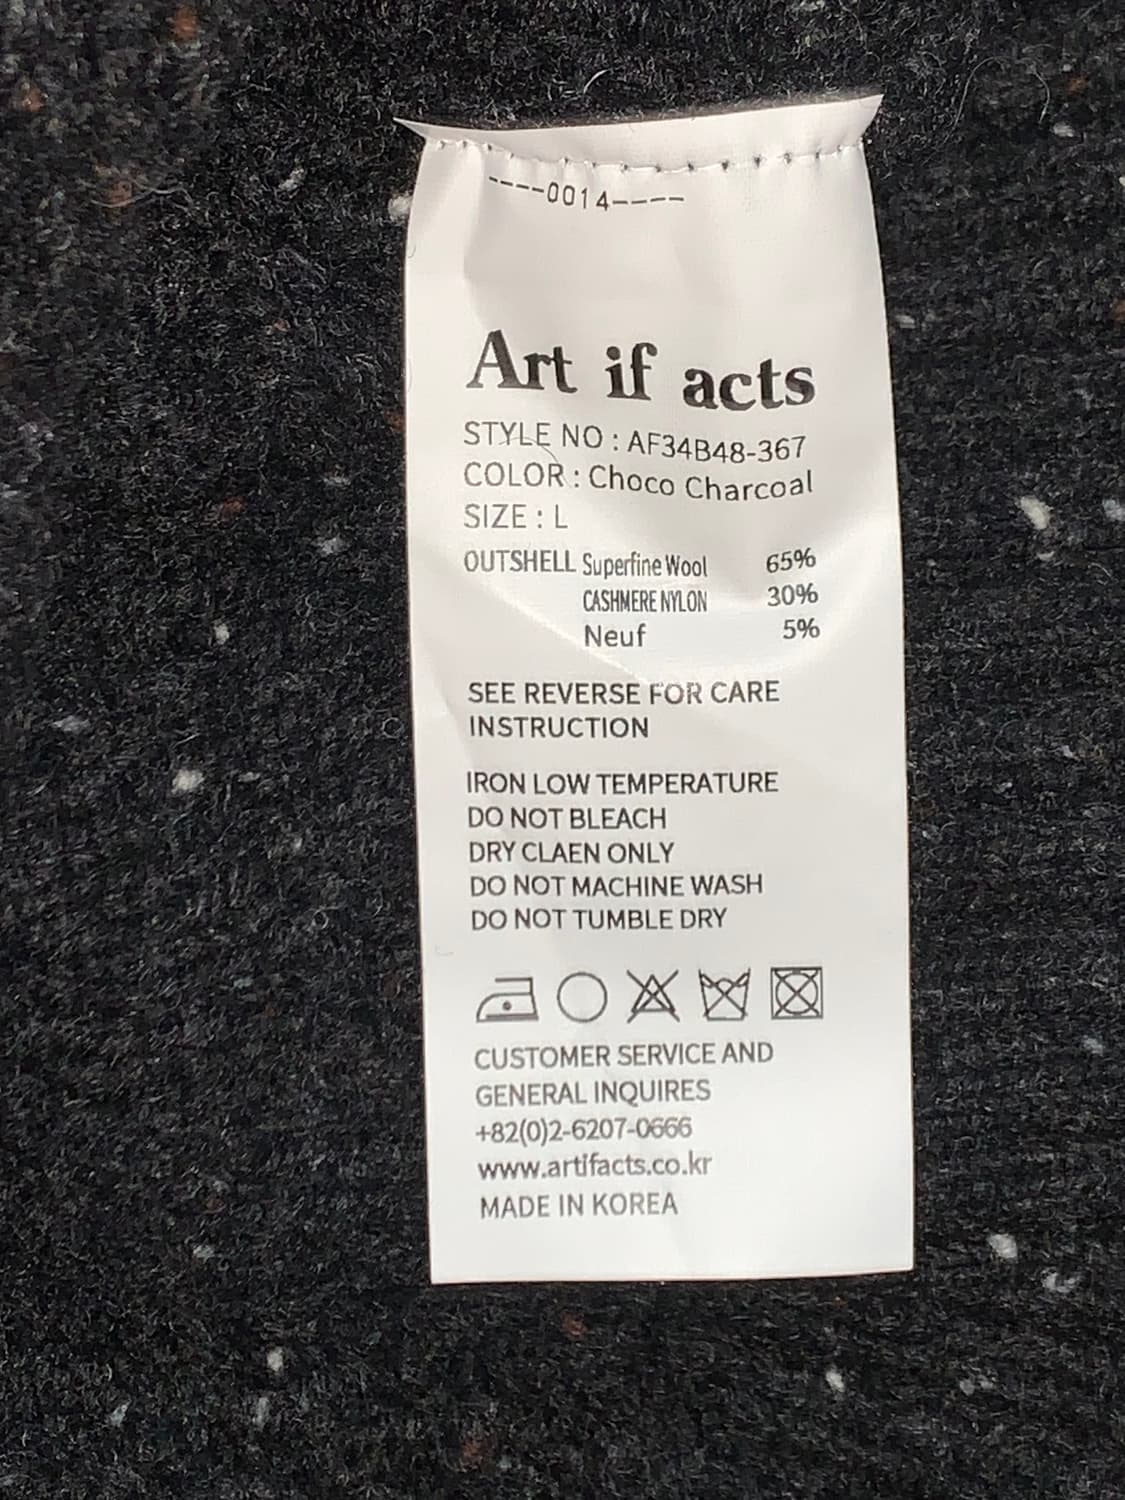 ----0014----
Art if acts
STYLE NO : AF34B48-367
COLOR : Choco Charcoal
SIZE : L
OUTSHELL Superfine Wool 65%
CASHMERE NYLON 30%
Neuf 5%
SEE REVERSE FOR CARE
INSTRUCTION
IRON LOW TEMPERATURE
DO NOT BLEACH
DRY CLAEN ONLY
DO NOT MACHINE WASH
DO NOT TUMBLE DRY
CUSTOMER SERVICE AND
GENERAL INQUIRES
+82(0)2-6207-0666
www.artifacts.co.kr
MADE IN KOREA